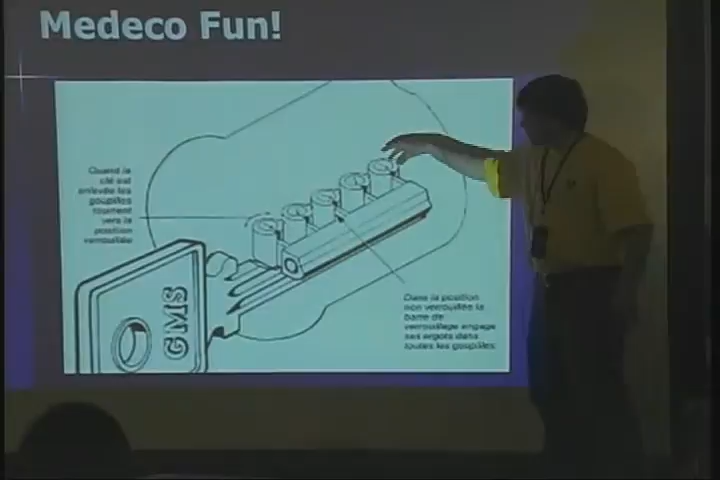 Medeco Fun!
Quand la
clé est
enlevée les
goupilles
tournent
vers la
position
verrouillée
GMS
Dans la position
non verrouillée la
barre de
verrouillage engage
ses ergots dans
toutes les goupilles.